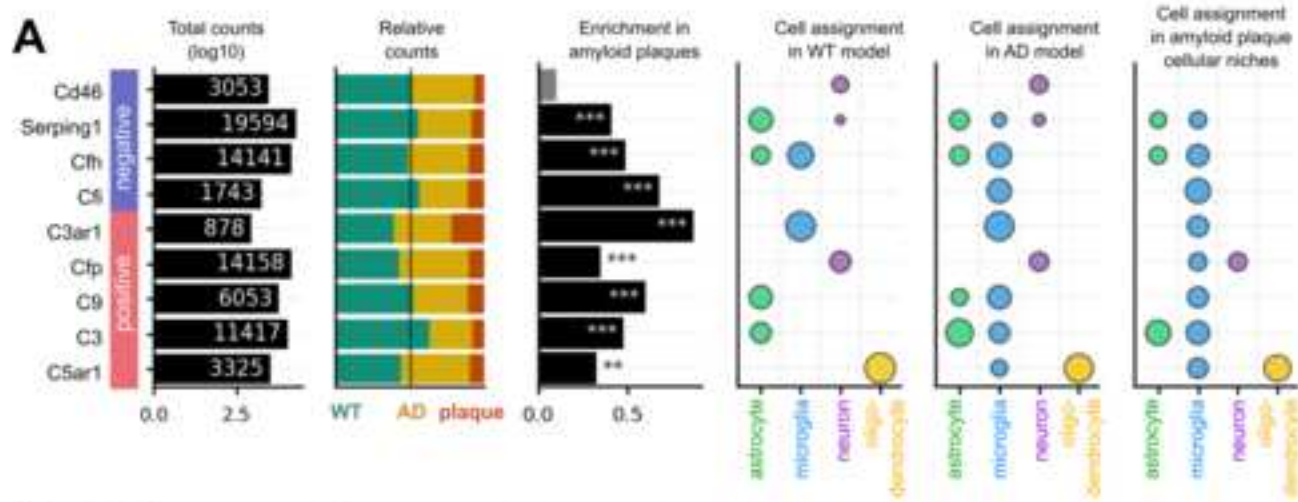 A
Total counts
(log10)
Relative
counts
Enrichment in
amyloid plaques
Cell assignment
in WT model
Cell assignment
in AD model
Cell assignment
in amyloid plaque
cellular niches
negative
positive
Cd46
3053
Serping1
19594
***
Cfh
14141
***
Cfi
1743
***
C3ar1
878
***
Cfp
14158
***
C9
6053
***
C3
11417
***
C5ar1
3325
**
0.0 2.5
WT AD plaque
0.0 0.5
astrocyte
microglia
neuron
oligo-
dendrocyte
astrocyte
microglia
neuron
oligo-
dendrocyte
astrocyte
microglia
neuron
oligo-
dendrocyte